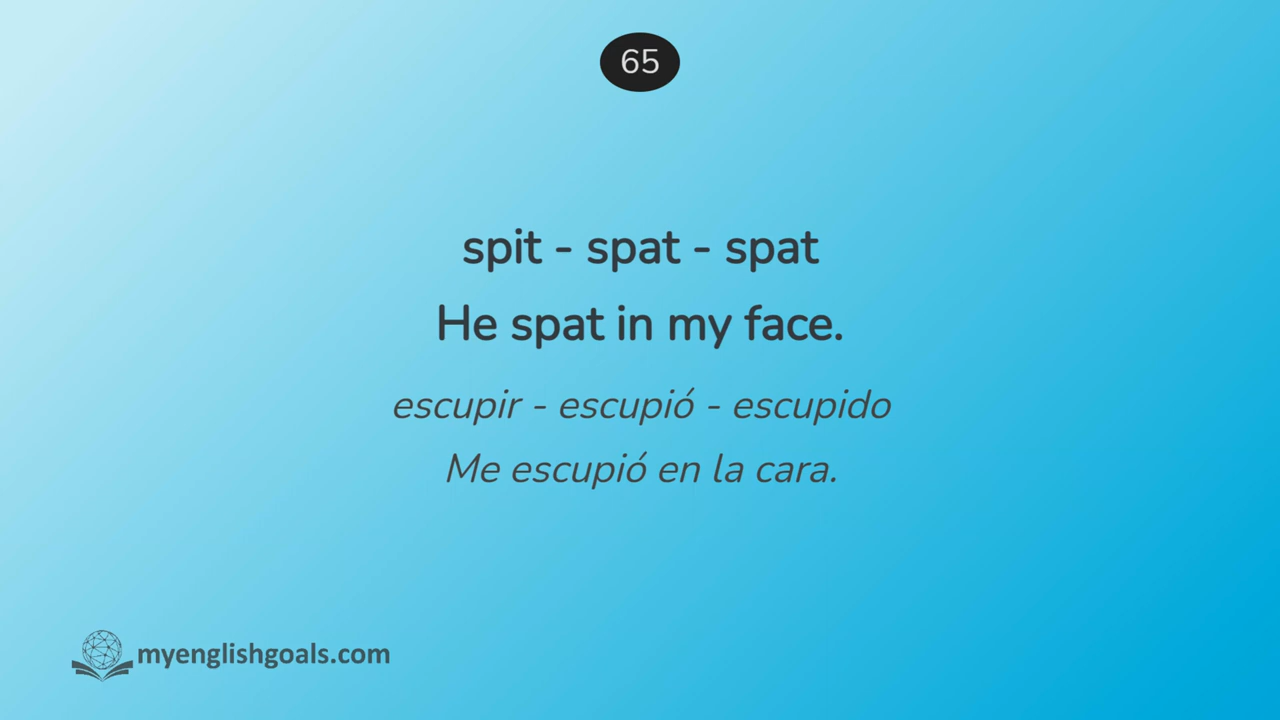 65
spit - spat - spat
He spat in my face.
escupir - escupió - escupido
Me escupió en la cara.
myenglishgoals.com